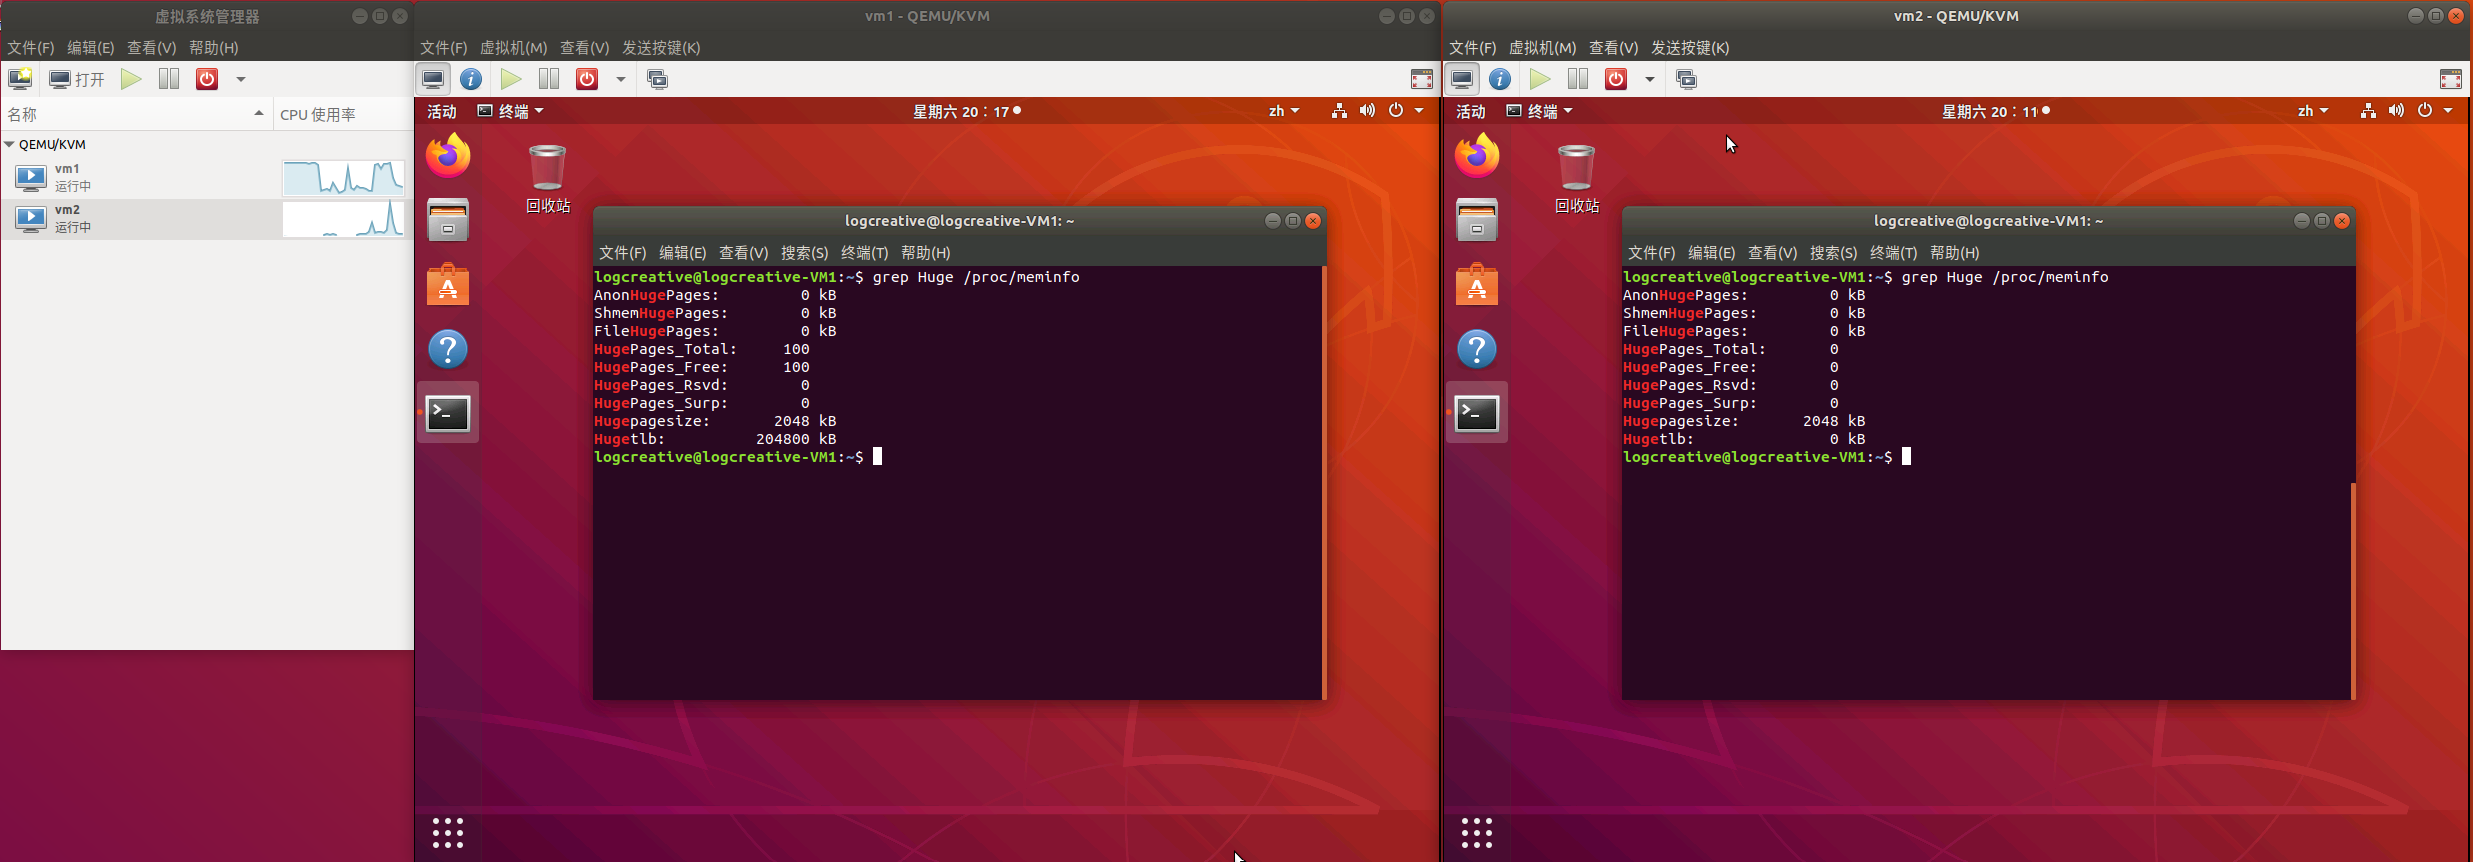 虚拟系统管理器
文件(F) 编辑(E) 查看(V) 帮助(H)
打开
名称 CPU 使用率
QEMU/KVM
vm1
运行中
vm2
运行中
vm1 - QEMU/KVM
文件(F) 虚拟机(M) 查看(V) 发送按键(K)
活动 终端 星期六 20：17 zh
回收站
logcreative@logcreative-VM1: ~
文件(F) 编辑(E) 查看(V) 搜索(S) 终端(T) 帮助(H)
logcreative@logcreative-VM1:~$ grep Huge /proc/meminfo
AnonHugePages: 0 kB
ShmemHugePages: 0 kB
FileHugePages: 0 kB
HugePages_Total: 100
HugePages_Free: 100
HugePages_Rsvd: 0
HugePages_Surp: 0
Hugepagesize: 2048 kB
Hugetlb: 204800 kB
logcreative@logcreative-VM1:~$
vm2 - QEMU/KVM
文件(F) 虚拟机(M) 查看(V) 发送按键(K)
活动 终端 星期六 20：11 zh
回收站
logcreative@logcreative-VM1: ~
文件(F) 编辑(E) 查看(V) 搜索(S) 终端(T) 帮助(H)
logcreative@logcreative-VM1:~$ grep Huge /proc/meminfo
AnonHugePages: 0 kB
ShmemHugePages: 0 kB
FileHugePages: 0 kB
HugePages_Total: 0
HugePages_Free: 0
HugePages_Rsvd: 0
HugePages_Surp: 0
Hugepagesize: 2048 kB
Hugetlb: 0 kB
logcreative@logcreative-VM1:~$